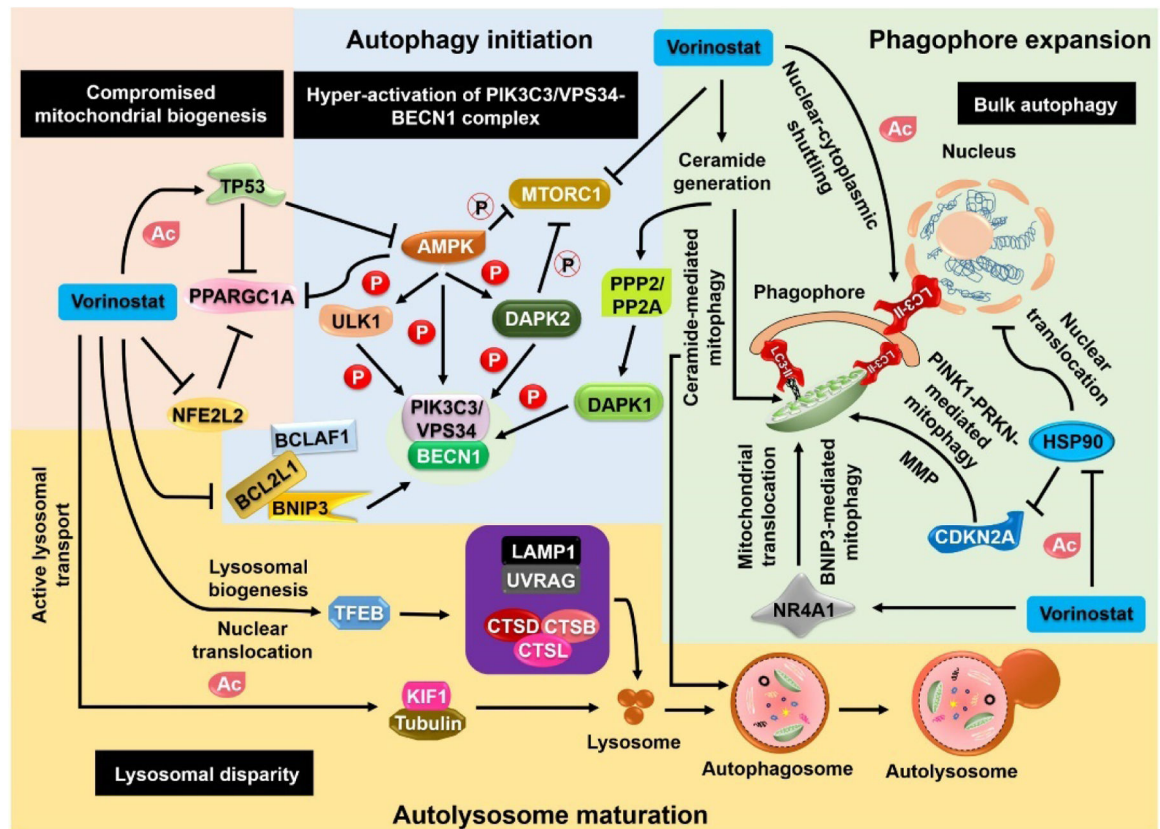 Autophagy initiation
Phagophore expansion
Compromised
mitochondrial biogenesis
Hyper-activation of PIK3C3/VPS34-
BECN1 complex
Vorinostat
Nuclear-cytoplasmic
shuttling
Ac
Bulk autophagy
Nucleus
TP53
Ac
Vorinostat
PPARGC1A
NFE2L2
MTORC1
P
AMPK
P
P
P
ULK1
P
DAPK2
P
P
P
PIK3C3/
VPS34
BECN1
BCLAF1
BCL2L1
BNIP3
Ceramide
generation
PPP2/
PP2A
DAPK1
Ceramide-mediated
mitophagy
Phagophore
LC3-II
LC3-II
LC3-II
PINK1-PRKN-
mediated
mitophagy
MMP
Nuclear
translocation
HSP90
CDKN2A
Ac
Vorinostat
NR4A1
Mitochondrial
translocation
BNIP3-mediated
mitophagy
Active lysosomal
transport
Lysosomal
biogenesis
Nuclear
translocation
Ac
TFEB
LAMP1
UVRAG
CTSD
CTSB
CTSL
KIF1
Tubulin
Lysosome
Autophagosome
Autolysosome
Lysosomal disparity
Autolysosome maturation